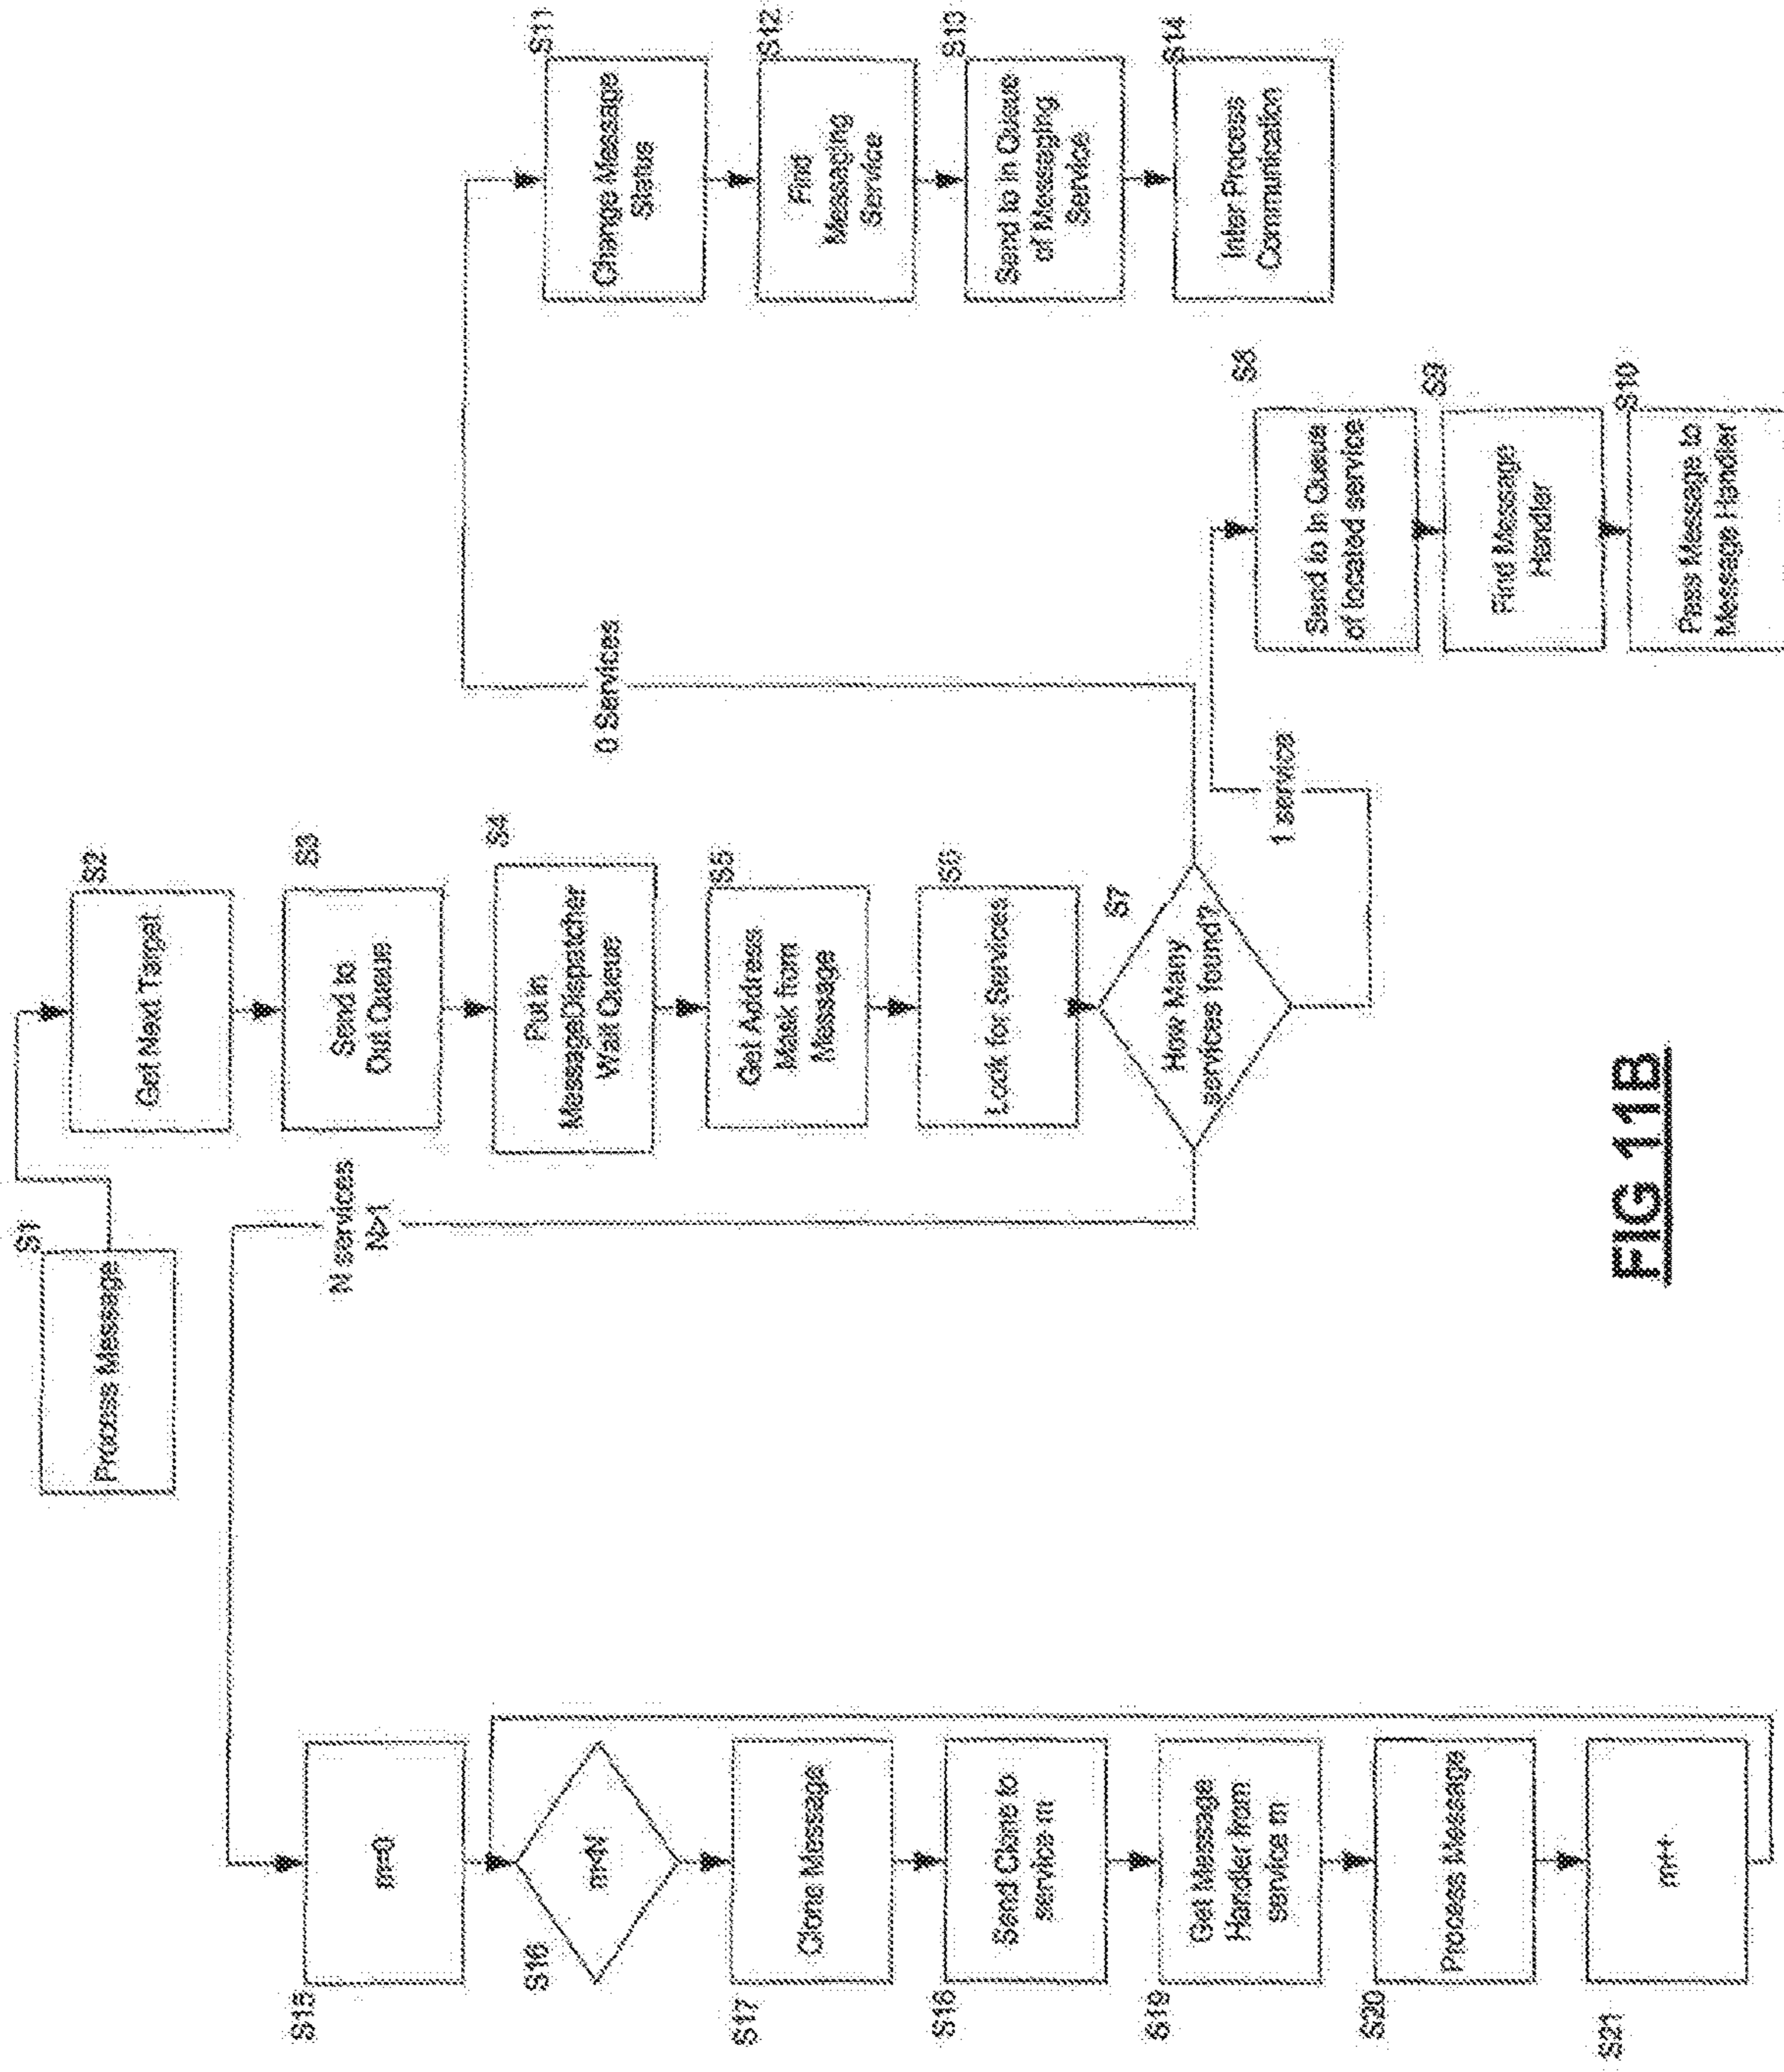 S1
Process Message
S2
Get Next Target
S3
Send to
Out Queue
S4
Put in
MessageDispatcher
Wait Queue
S5
Get Address
Mask from
Message
S6
Look for Services
S7
How Many
services found?
N services
N>1
0 Services
1 service
S8
Send to In Queue
of located service
S9
Find Message
Handler
S10
Pass Message to
Message Handler
S11
Change Message
Status
S12
Find
Messaging
Service
S13
Send to in Queue
of Messaging
Service
S14
Inter Process
Communication
S15
m=0
S16
m<N
S17
Clone Message
S18
Send Clone to
service m
S19
Get Message
Handler from
service m
S20
Process Message
S21
m++
FIG 11B